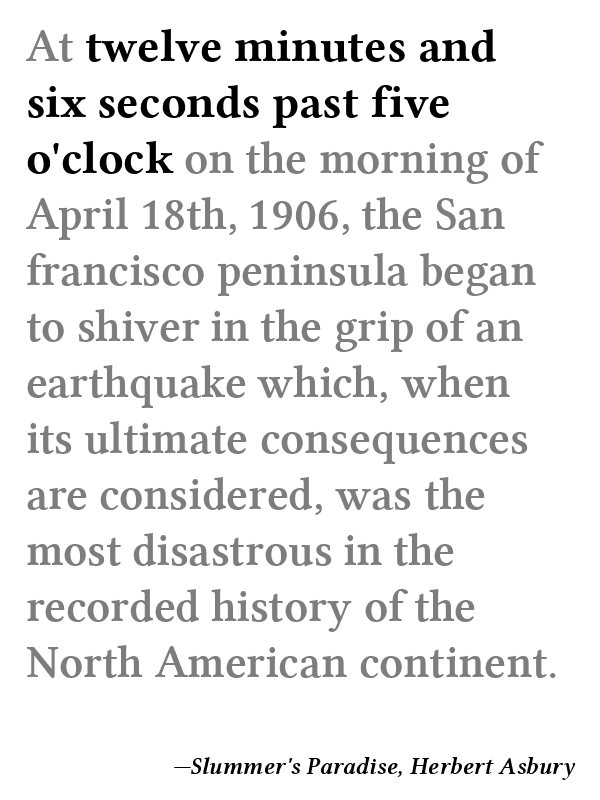 At twelve minutes and
six seconds past five
o'clock on the morning of
April 18th, 1906, the San
francisco peninsula began
to shiver in the grip of an
earthquake which, when
its ultimate consequences
are considered, was the
most disastrous in the
recorded history of the
North American continent.
—Slummer's Paradise, Herbert Asbury